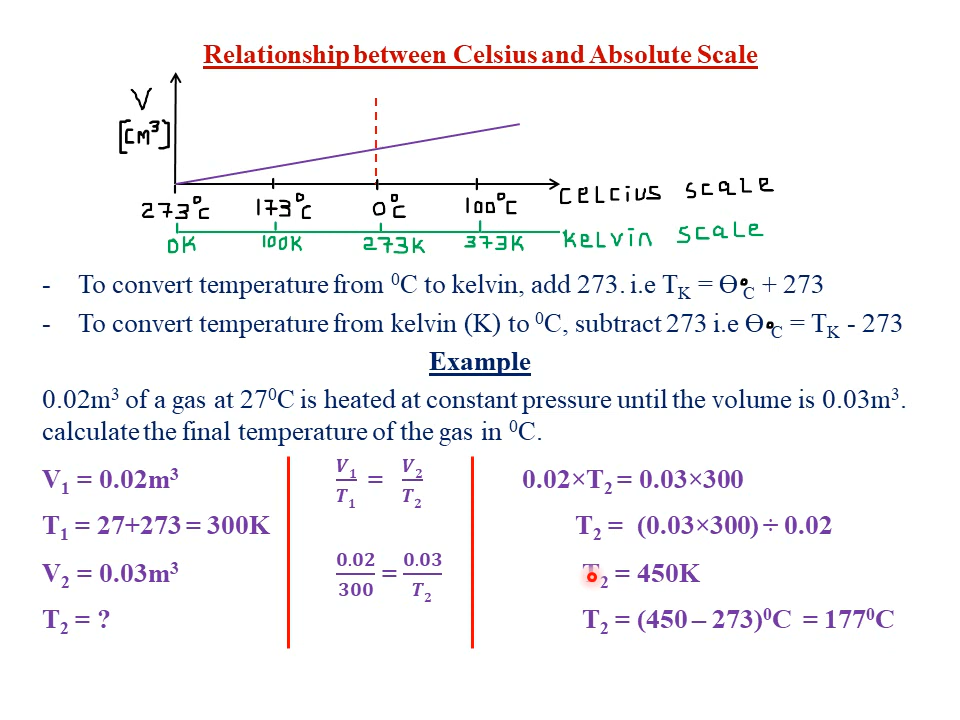 Relationship between Celsius and Absolute Scale
V
[cm³]
273°C 173°C 0°C 100°C Celcius scale
0K 100K 273K 373K kelvin scale
- To convert temperature from ⁰C to kelvin, add 273. i.e T_K = Ɵ°C + 273
- To convert temperature from kelvin (K) to ⁰C, subtract 273 i.e Ɵ°C = T_K - 273
Example
0.02m³ of a gas at 27⁰C is heated at constant pressure until the volume is 0.03m³.
calculate the final temperature of the gas in ⁰C.
V₁ = 0.02m³
T₁ = 27+273 = 300K
V₂ = 0.03m³
T₂ = ?
V₁/T₁ = V₂/T₂
0.02/300 = 0.03/T₂
0.02×T₂ = 0.03×300
T₂ = (0.03×300) ÷ 0.02
T₂ = 450K
T₂ = (450 – 273)⁰C = 177⁰C